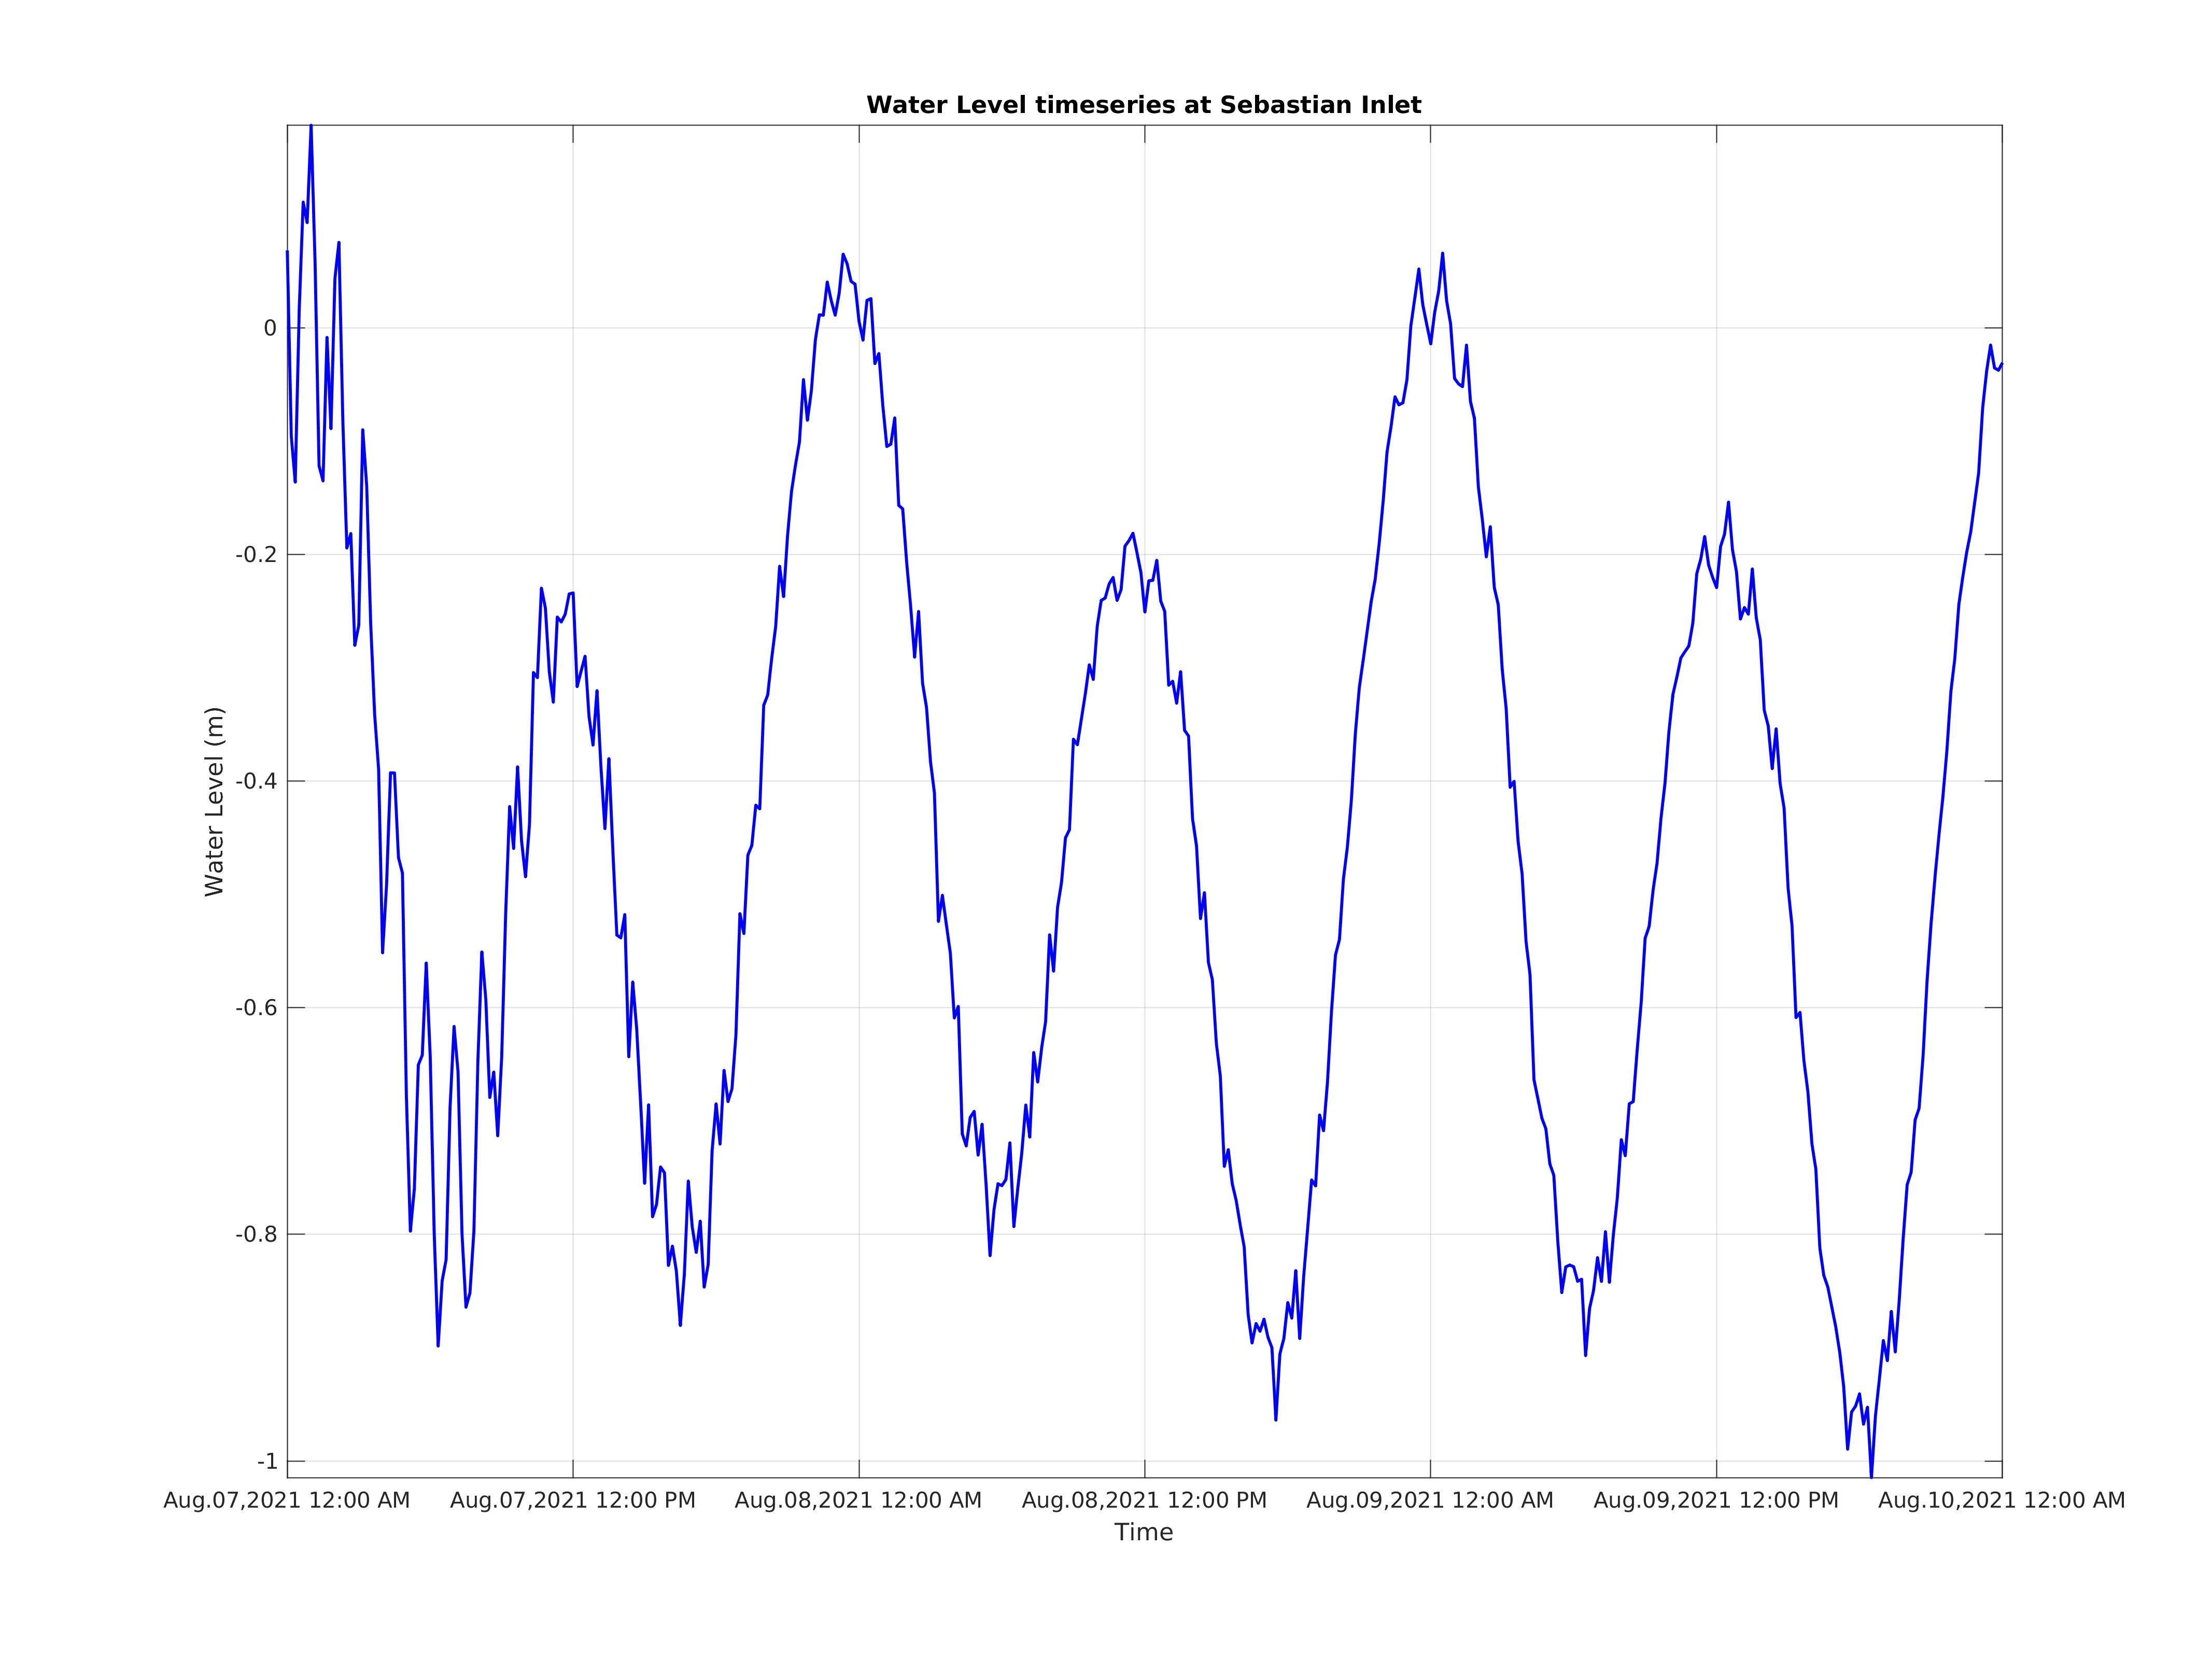 Water Level timeseries at Sebastian Inlet
0
-0.2
-0.4
-0.6
-0.8
-1
Water Level (m)
Aug.07,2021 12:00 AM Aug.07,2021 12:00 PM Aug.08,2021 12:00 AM Aug.08,2021 12:00 PM Aug.09,2021 12:00 AM Aug.09,2021 12:00 PM Aug.10,2021 12:00 AM
Time